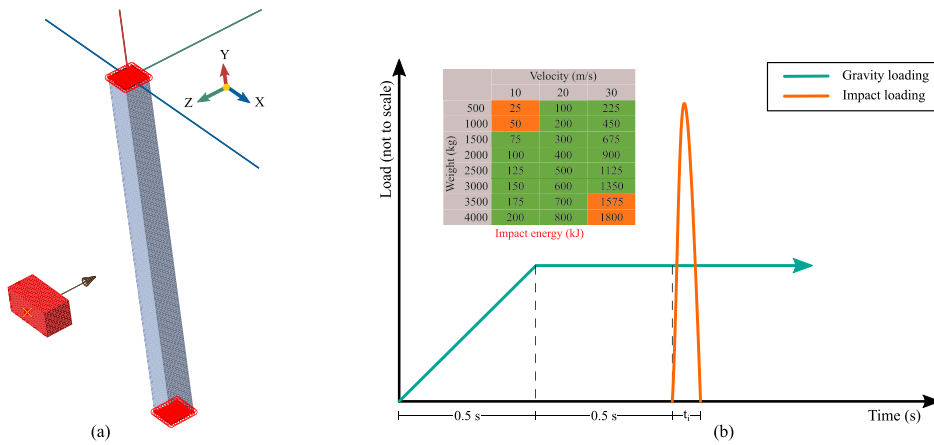 Y
Z
X
(a)
Load (not to scale)
Velocity (m/s)
10 20 30
Weight (kg)
500 25 100 225
1000 50 200 450
1500 75 300 675
2000 100 400 900
2500 125 500 1125
3000 150 600 1350
3500 175 700 1575
4000 200 800 1800
Impact energy (kJ)
Gravity loading
Impact loading
0.5 s
0.5 s
ti
Time (s)
(b)